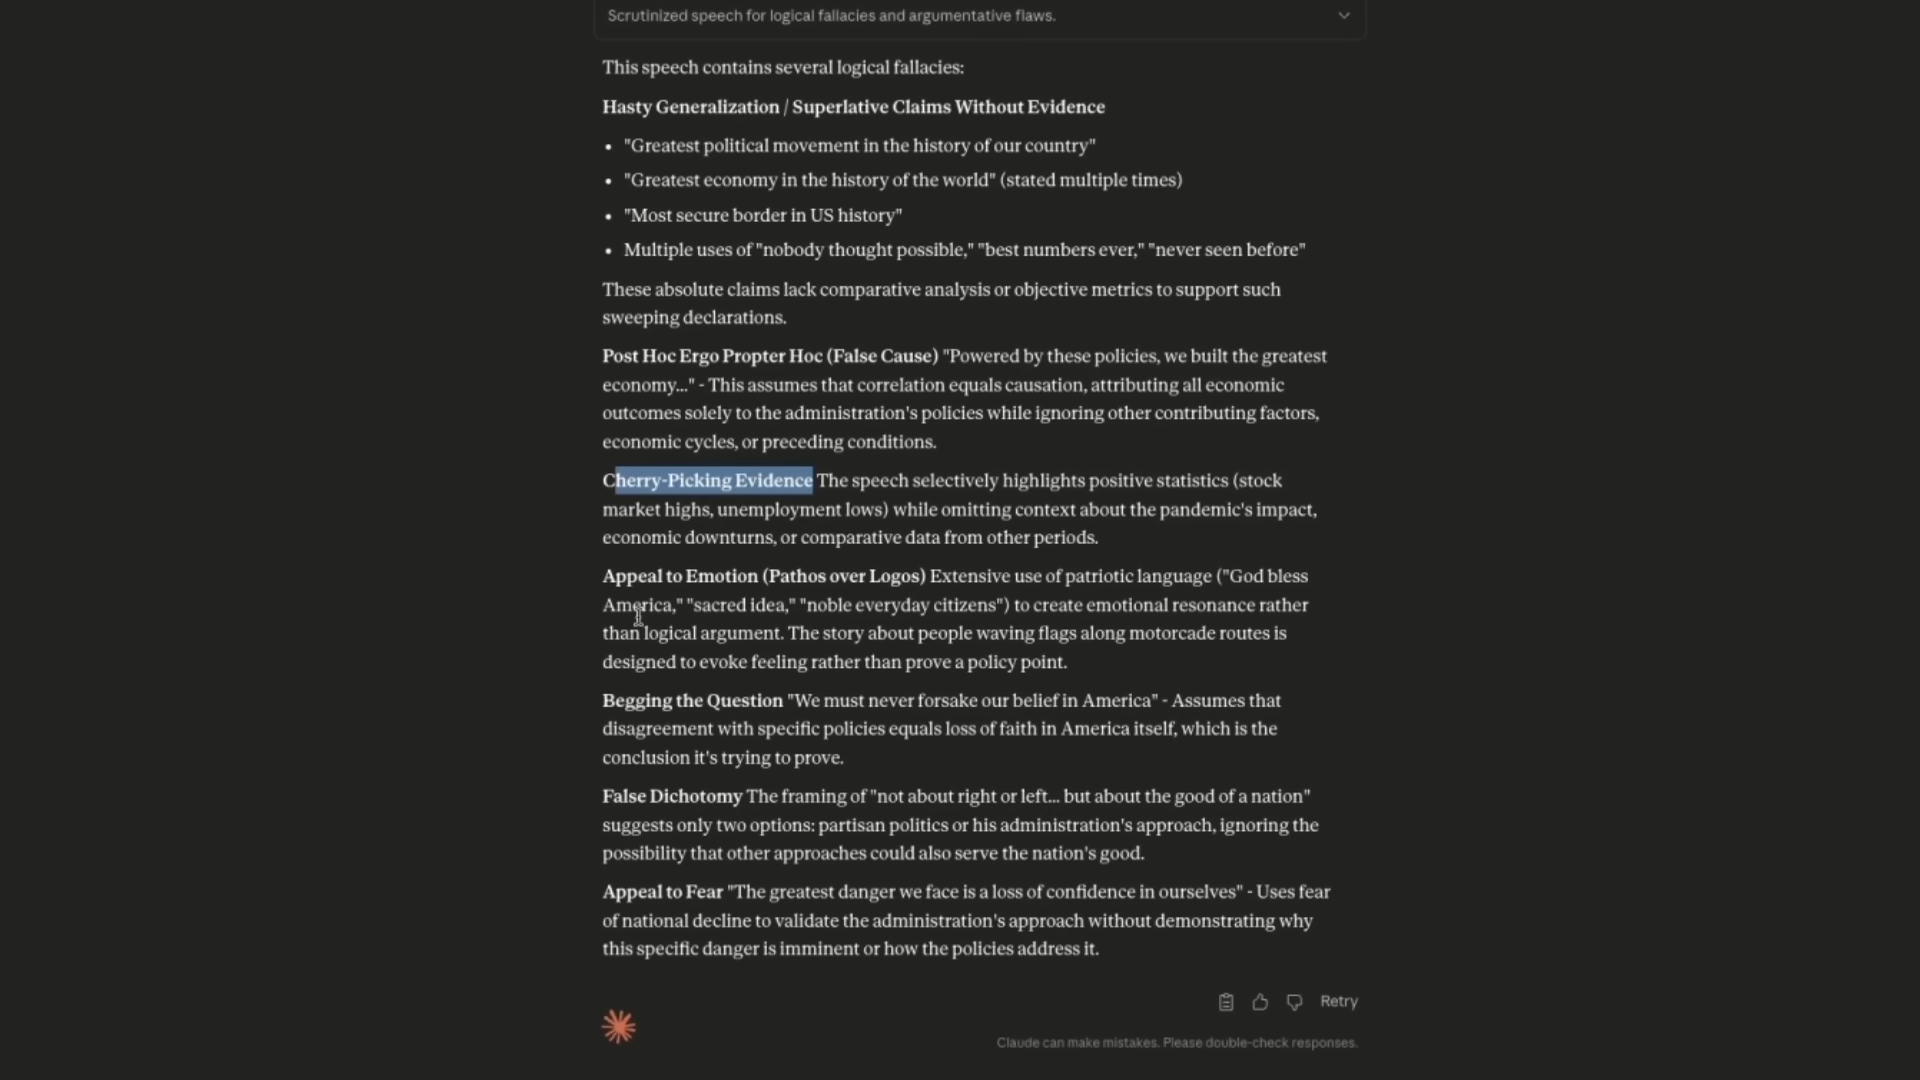 Scrutinized speech for logical fallacies and argumentative flaws.
This speech contains several logical fallacies:
Hasty Generalization / Superlative Claims Without Evidence
• "Greatest political movement in the history of our country"
• "Greatest economy in the history of the world" (stated multiple times)
• "Most secure border in US history"
• Multiple uses of "nobody thought possible," "best numbers ever," "never seen before"
These absolute claims lack comparative analysis or objective metrics to support such
sweeping declarations.
Post Hoc Ergo Propter Hoc (False Cause) "Powered by these policies, we built the greatest
economy..." - This assumes that correlation equals causation, attributing all economic
outcomes solely to the administration's policies while ignoring other contributing factors,
economic cycles, or preceding conditions.
Cherry-Picking Evidence The speech selectively highlights positive statistics (stock
market highs, unemployment lows) while omitting context about the pandemic's impact,
economic downturns, or comparative data from other periods.
Appeal to Emotion (Pathos over Logos) Extensive use of patriotic language ("God bless
America," "sacred idea," "noble everyday citizens") to create emotional resonance rather
than logical argument. The story about people waving flags along motorcade routes is
designed to evoke feeling rather than prove a policy point.
Begging the Question "We must never forsake our belief in America" - Assumes that
disagreement with specific policies equals loss of faith in America itself, which is the
conclusion it's trying to prove.
False Dichotomy The framing of "not about right or left... but about the good of a nation"
suggests only two options: partisan politics or his administration's approach, ignoring the
possibility that other approaches could also serve the nation's good.
Appeal to Fear "The greatest danger we face is a loss of confidence in ourselves" - Uses fear
of national decline to validate the administration's approach without demonstrating why
this specific danger is imminent or how the policies address it.
Retry
Claude can make mistakes. Please double-check responses.